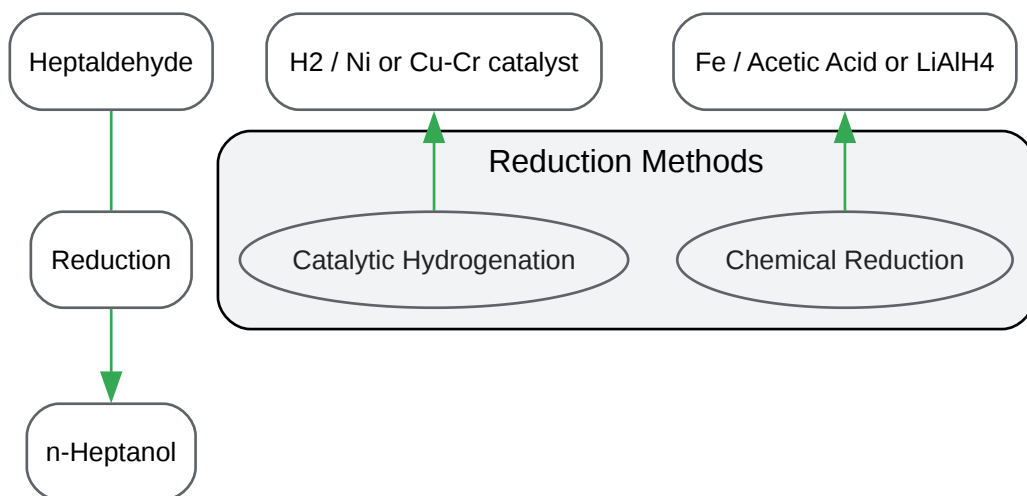 Heptaldehyde
H2 / Ni or Cu-Cr catalyst
Fe / Acetic Acid or LiAlH4
Reduction Methods
Reduction
Catalytic Hydrogenation
Chemical Reduction
n-Heptanol